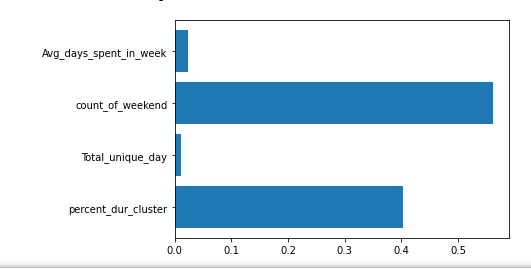 Avg_days_spent_in_week
count_of_weekend
Total_unique_day
percent_dur_cluster
0.0 0.1 0.2 0.3 0.4 0.5